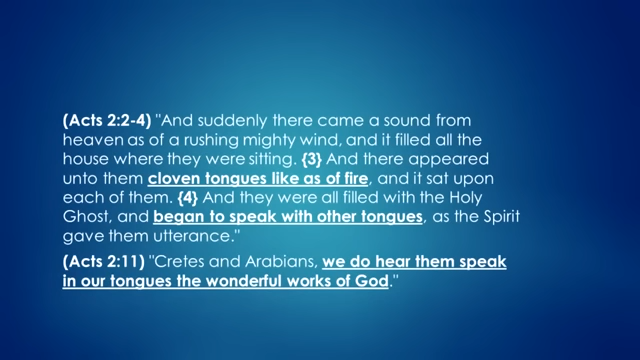 (Acts 2:2-4) "And suddenly there came a sound from
heaven as of a rushing mighty wind, and it filled all the
house where they were sitting. {3} And there appeared
unto them cloven tongues like as of fire, and it sat upon
each of them. {4} And they were all filled with the Holy
Ghost, and began to speak with other tongues, as the Spirit
gave them utterance."
(Acts 2:11) "Cretes and Arabians, we do hear them speak
in our tongues the wonderful works of God."